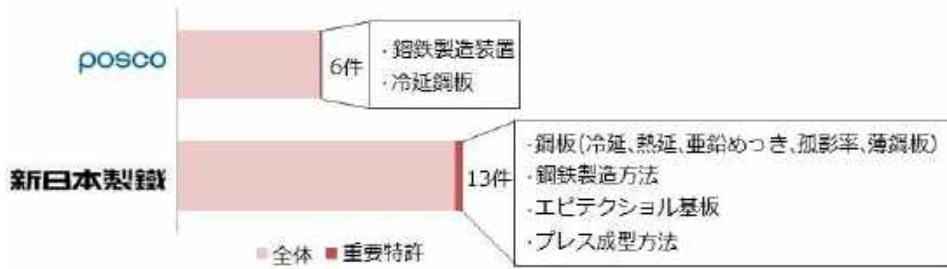 posco
6件
・鎔鉄製造装置
・冷延鋼板
新日本製鐵
13件
・鋼板(冷延、熱延、亜鉛めっき、孤影率、薄鋼板)
・鋼鉄製造方法
・エピテクショル基板
・プレス成型方法
全体 重要特許